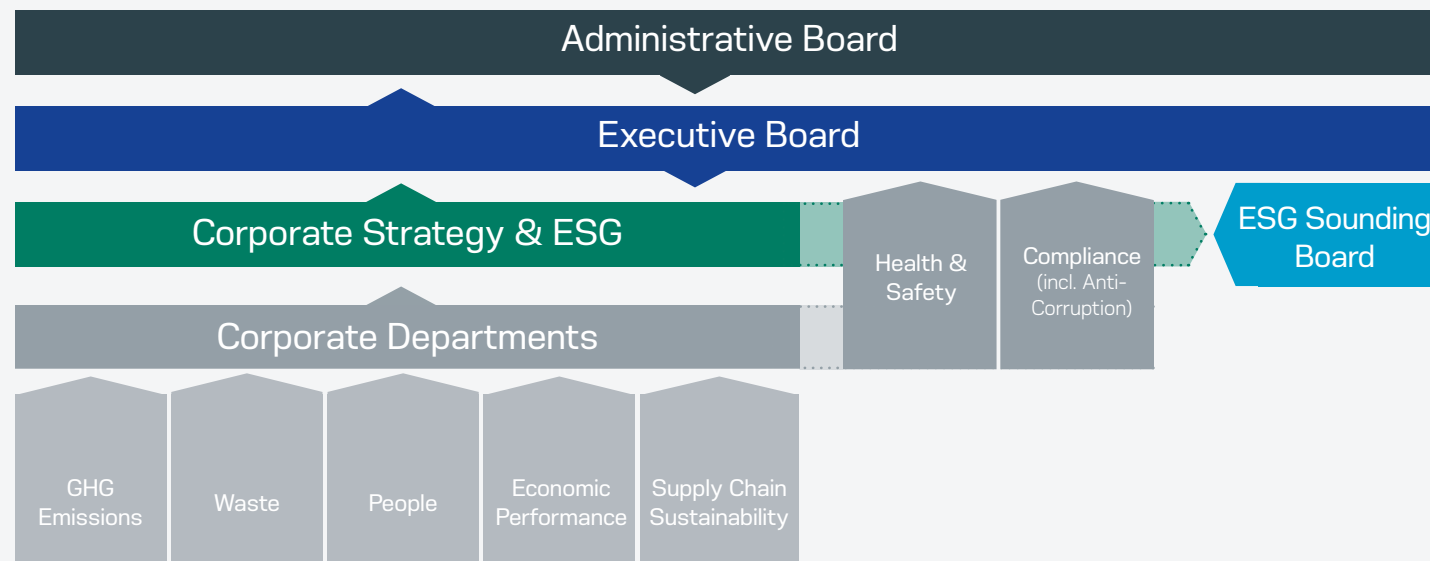 Administrative Board
Executive Board
Corporate Strategy & ESG
Health &
Safety
Compliance
(incl. Anti-
Corruption)
ESG Sounding
Board
Corporate Departments
GHG
Emissions
Waste
People
Economic
Performance
Supply Chain
Sustainability